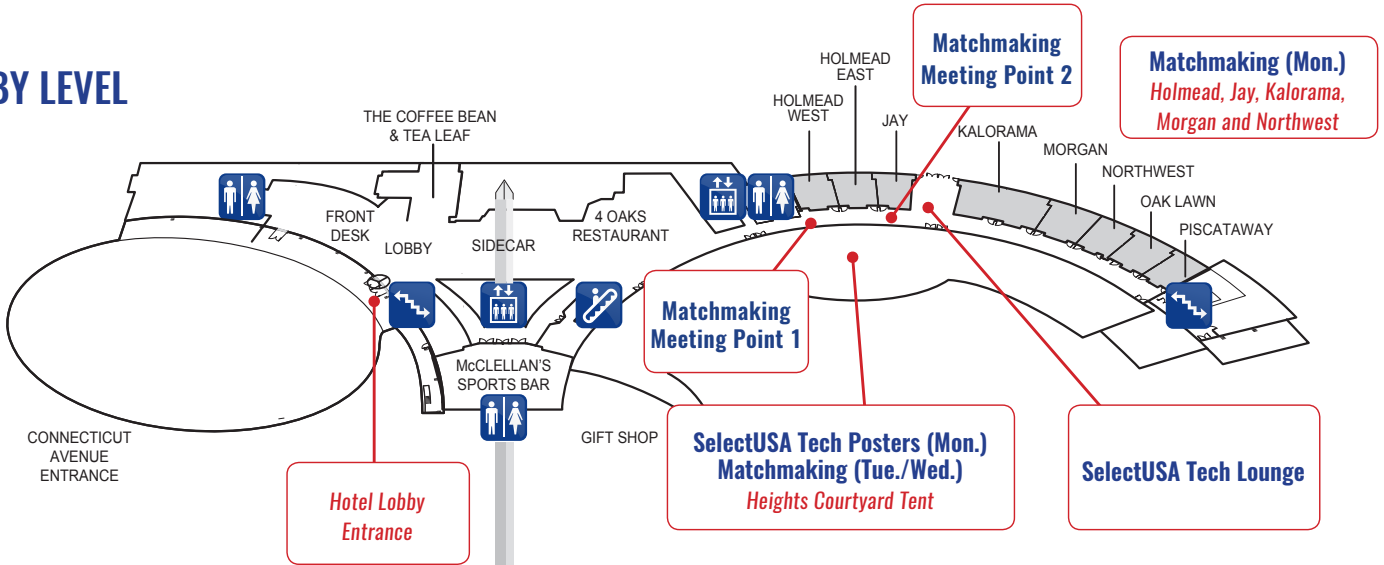 BY LEVEL
THE COFFEE BEAN
& TEA LEAF
HOLMEAD
WEST
HOLMEAD
EAST
JAY
Matchmaking
Meeting Point 2
KALORAMA
MORGAN
NORTHWEST
OAK LAWN
PISCATAWAY
Matchmaking (Mon.)
Holmead, Jay, Kalorama,
Morgan and Northwest
FRONT
DESK
LOBBY
SIDECAR
4 OAKS
RESTAURANT
Matchmaking
Meeting Point 1
McCLELLAN'S
SPORTS BAR
GIFT SHOP
CONNECTICUT
AVENUE
ENTRANCE
Hotel Lobby
Entrance
SelectUSA Tech Posters (Mon.)
Matchmaking (Tue./Wed.)
Heights Courtyard Tent
SelectUSA Tech Lounge